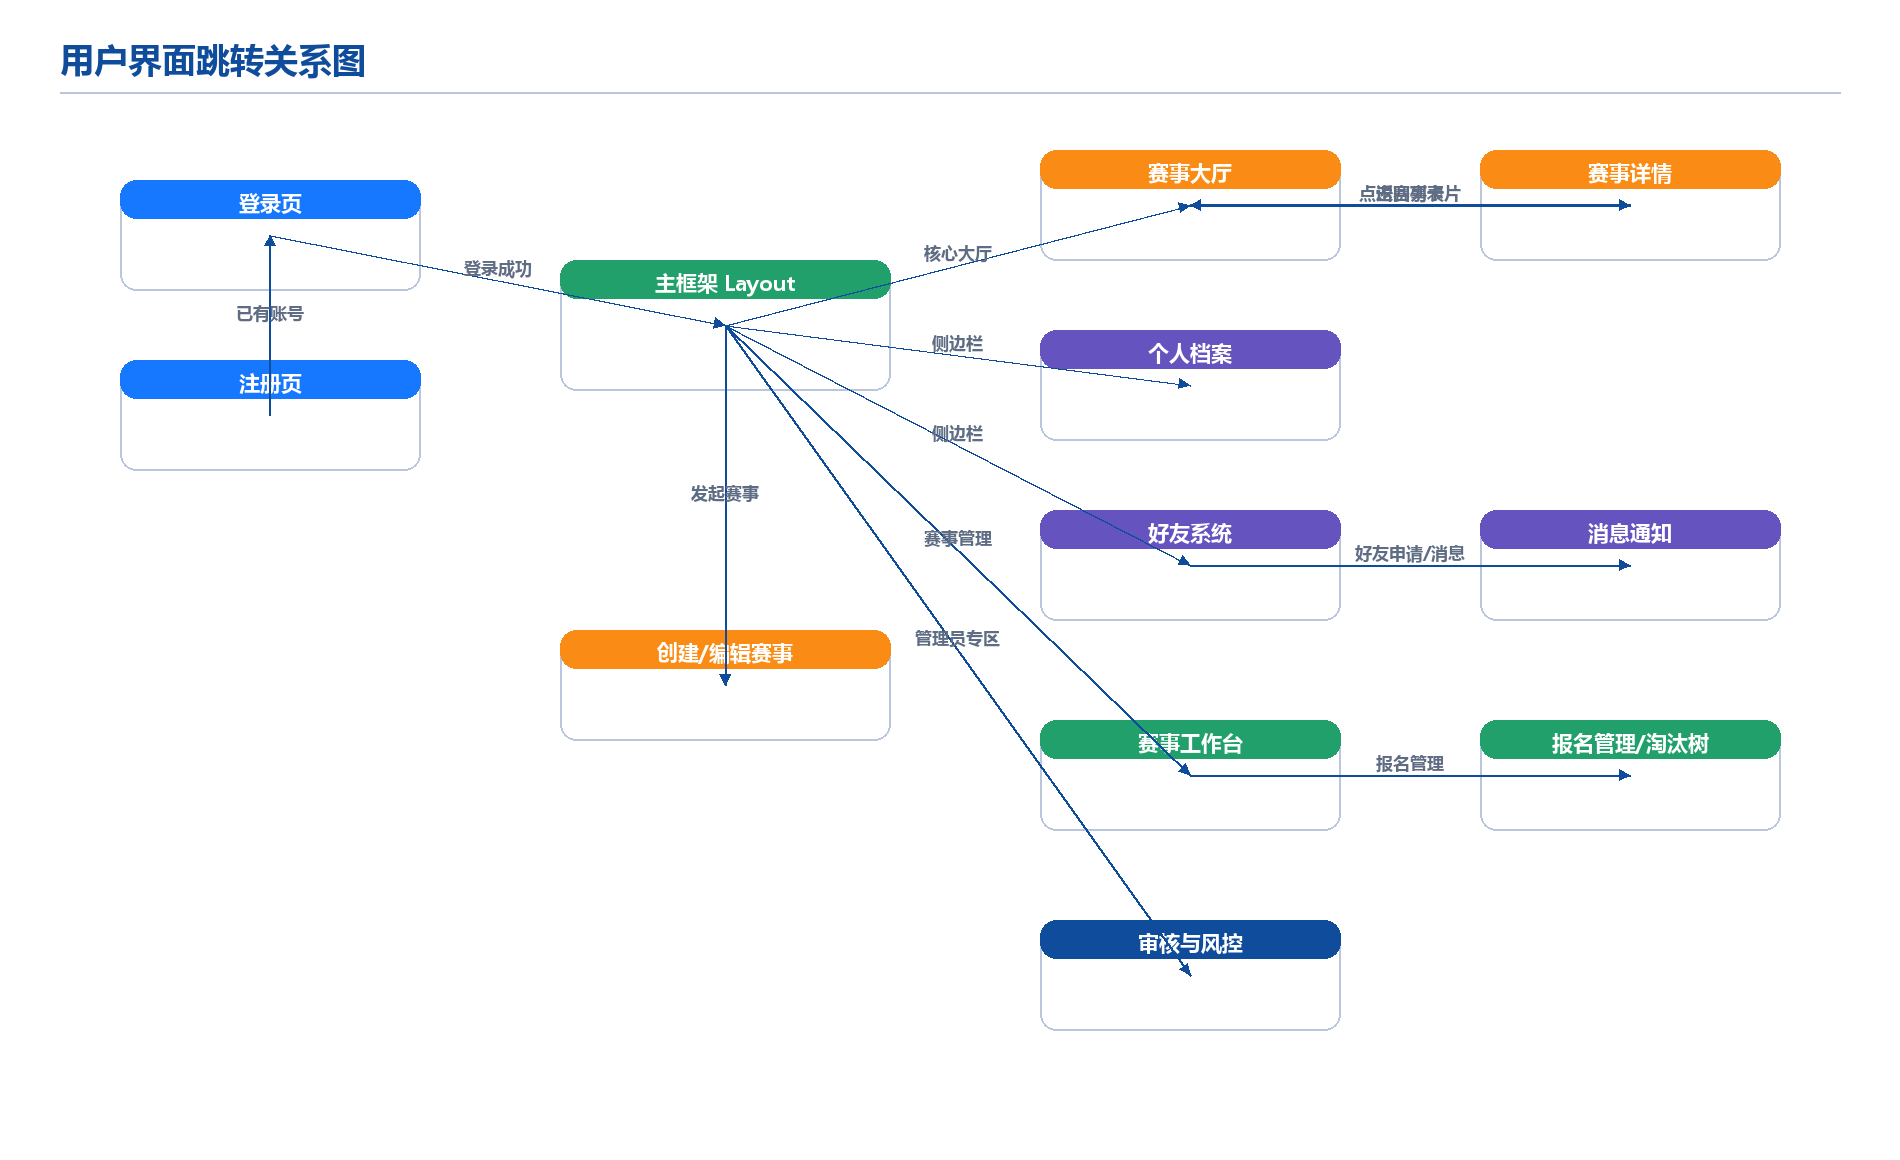 用户界面跳转关系图
登录页
已有账号
注册页
登录成功
主框架 Layout
发起赛事
创建/编辑赛事
核心大厅
侧边栏
侧边栏
赛事管理
管理员专区
赛事大厅
赛事详情
个人档案
好友系统
好友申请/消息
消息通知
赛事工作台
报名管理
报名管理/淘汰树
审核与风控